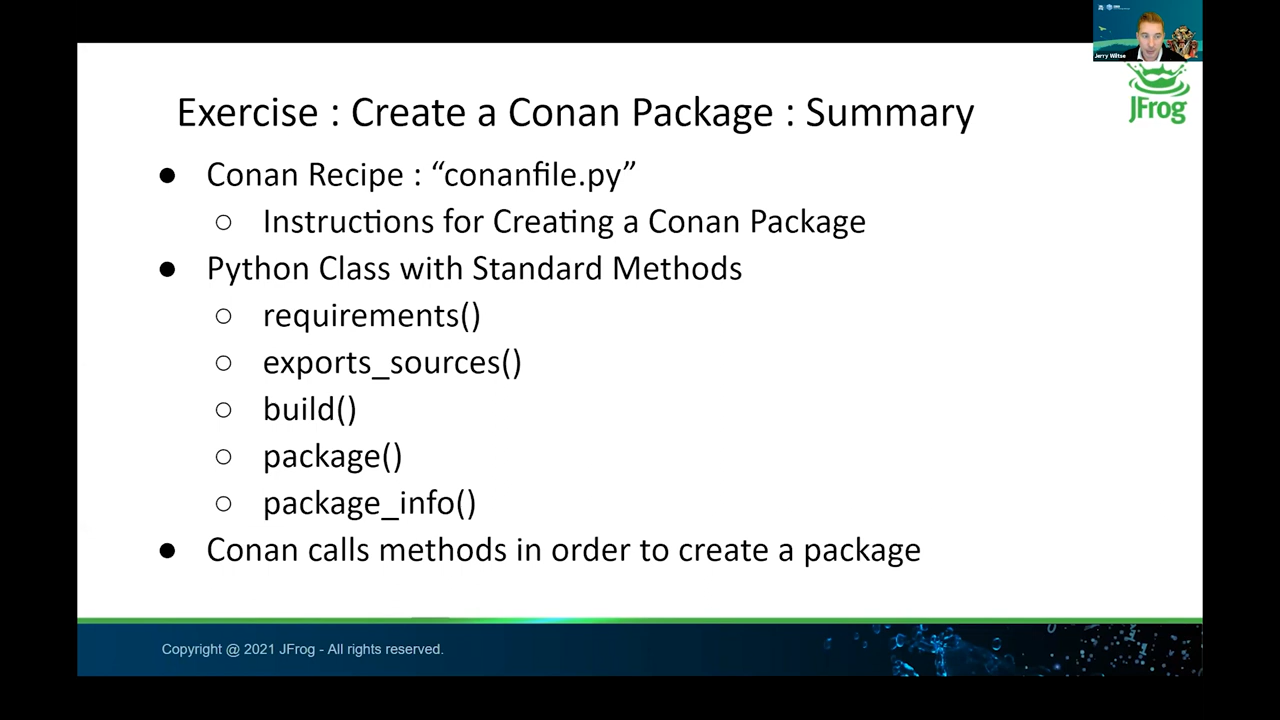 Jerry Wiltse
JFrog
Exercise : Create a Conan Package : Summary
● Conan Recipe : “conanfile.py”
○ Instructions for Creating a Conan Package
● Python Class with Standard Methods
○ requirements()
○ exports_sources()
○ build()
○ package()
○ package_info()
● Conan calls methods in order to create a package
Copyright @ 2021 JFrog - All rights reserved.